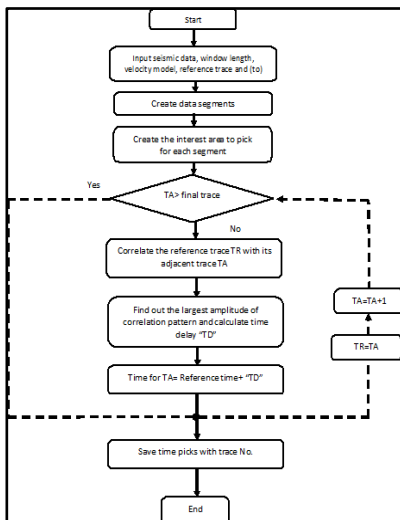 Start
Input seismic data, window length,
velocity model, reference trace and (to)
Create data segments
Create the interest area to pick
for each segment
Yes
TA> final trace
No
Correlate the reference trace TR with its
adjacent trace TA
Find out the largest amplitude of
correlation pattern and calculate time
delay "TD"
TA=TA+1
TR=TA
Time for TA= Reference time+ "TD"
Save time picks with trace No.
End